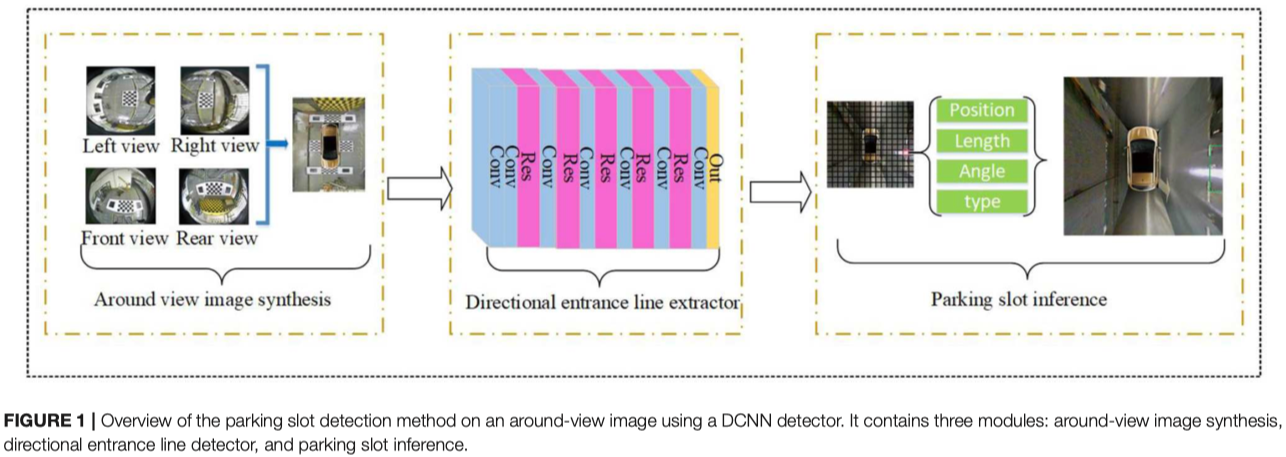 Left view Right view
Front view Rear view
Around view image synthesis
Conv
Conv
Res
Conv
Res
Conv
Res
Conv
Res
Conv
Res
Conv
Out
Directional entrance line extractor
Position
Length
Angle
type
Parking slot inference
FIGURE 1 | Overview of the parking slot detection method on an around-view image using a DCNN detector. It contains three modules: around-view image synthesis,
directional entrance line detector, and parking slot inference.